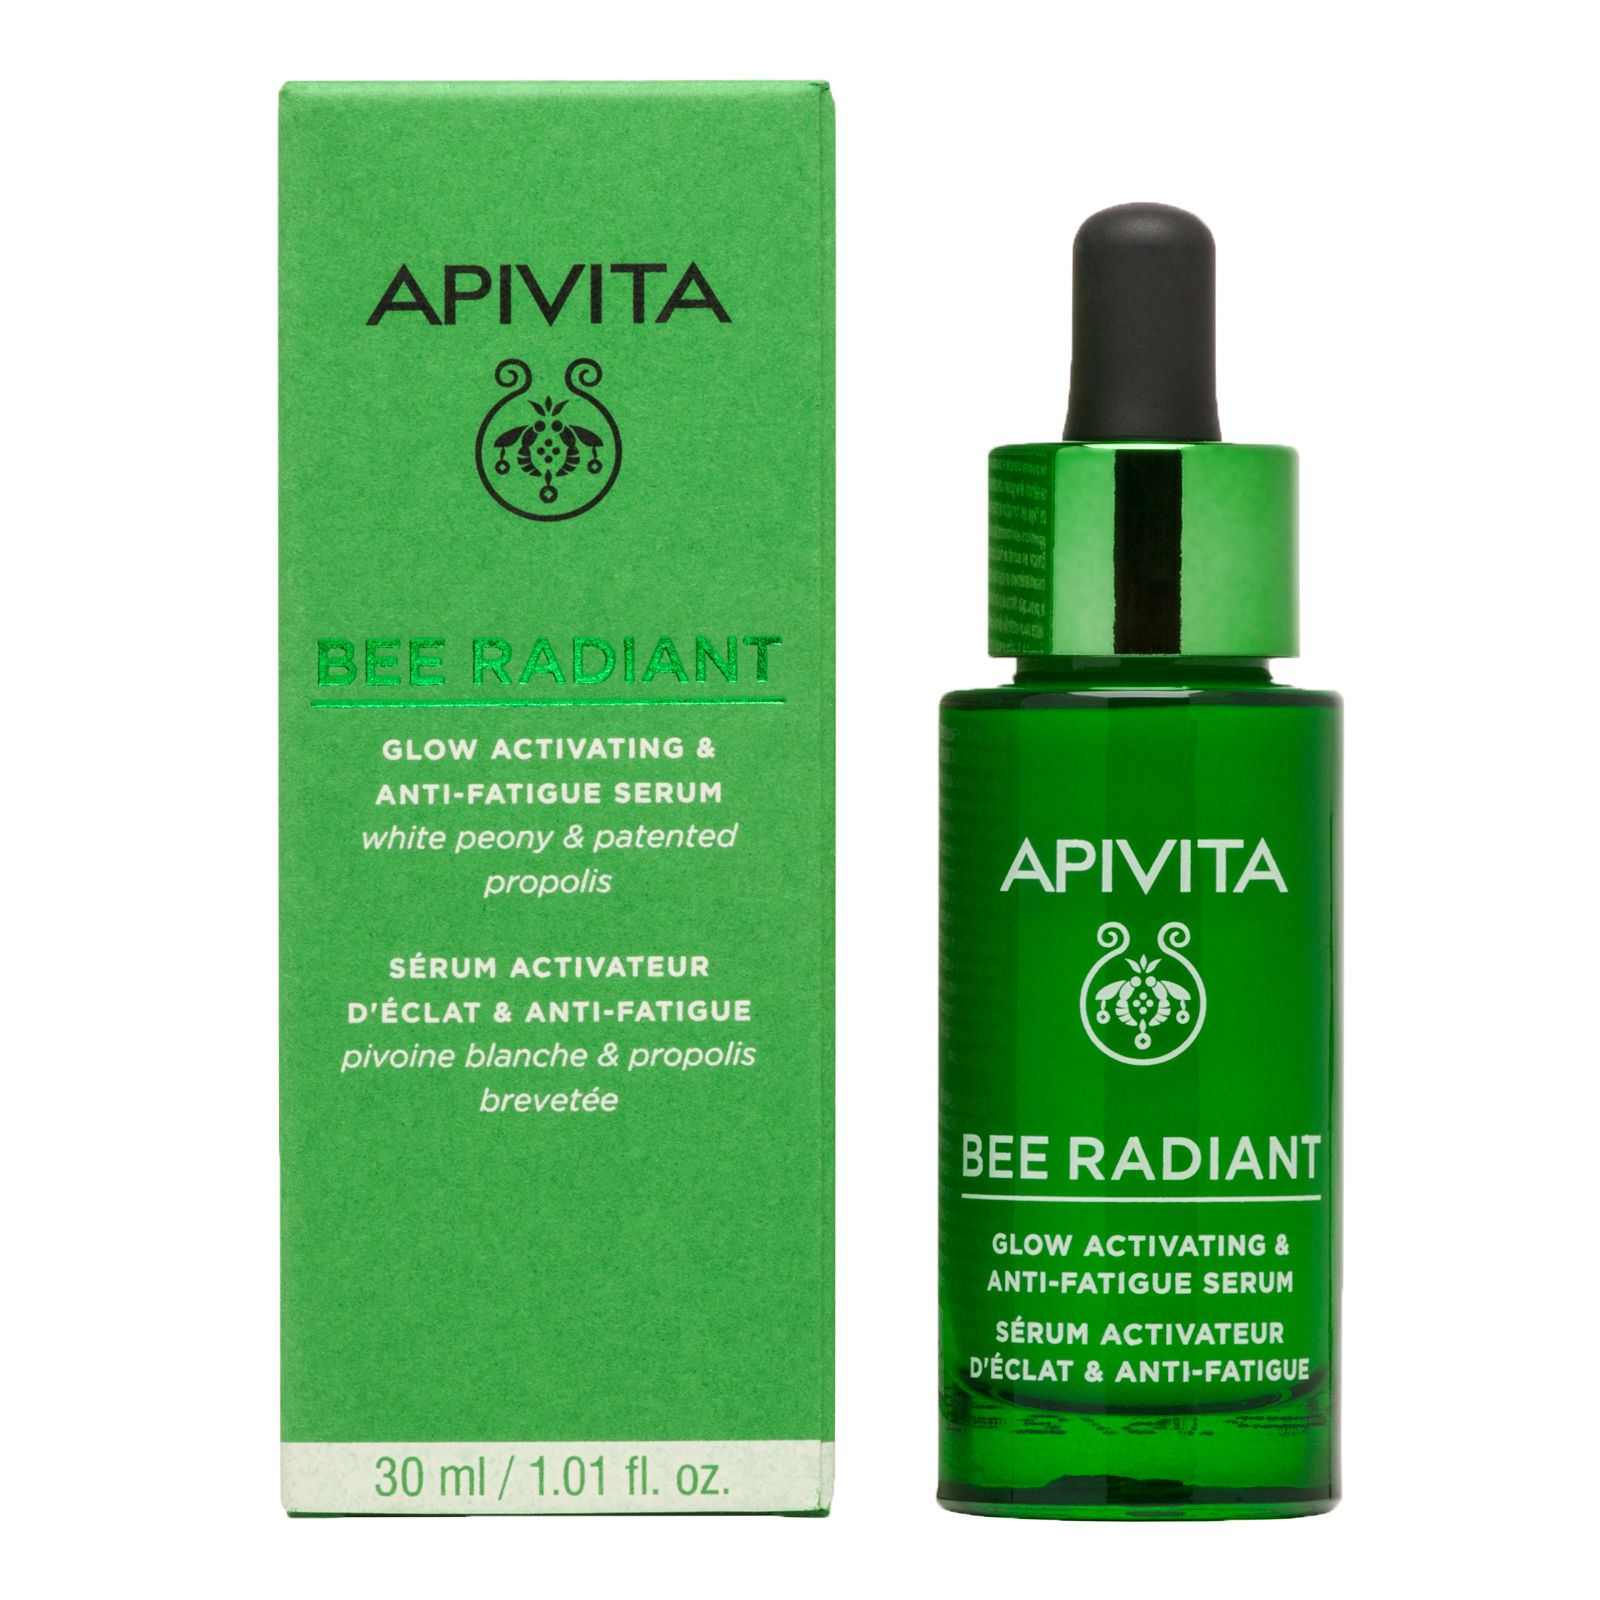 APIVITA
BEE RADIANT
GLOW ACTIVATING &
ANTI-FATIGUE SERUM
white peony & patented
propolis
SÉRUM ACTIVATEUR
D'ÉCLAT & ANTI-FATIGUE
pivoine blanche & propolis
brevetée
30 ml / 1.01 fl. oz.
APIVITA
BEE RADIANT
GLOW ACTIVATING &
ANTI-FATIGUE SERUM
SÉRUM ACTIVATEUR
D'ÉCLAT & ANTI-FATIGUE